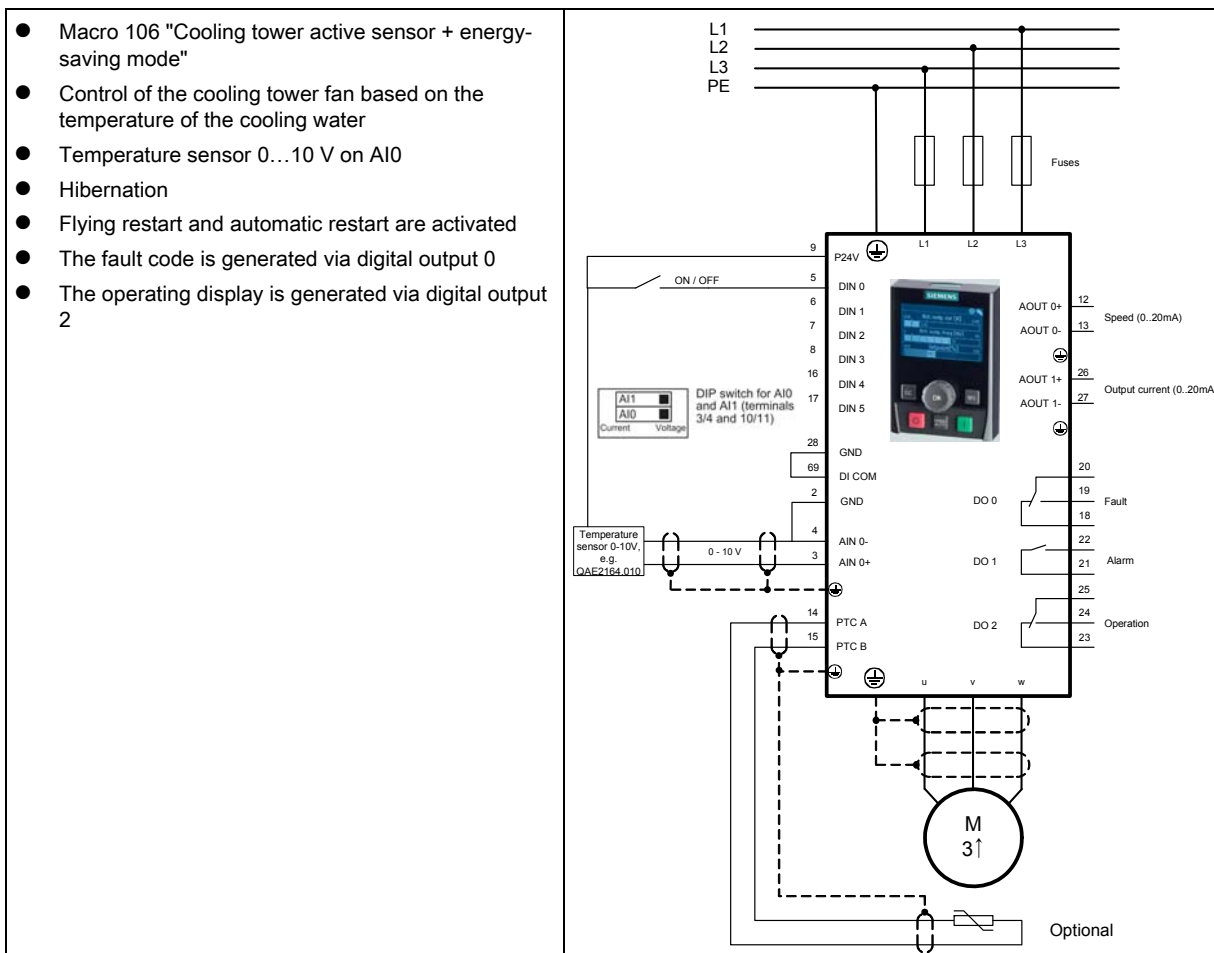 ● Macro 106 "Cooling tower active sensor + energy-
saving mode"
● Control of the cooling tower fan based on the
temperature of the cooling water
● Temperature sensor 0…10 V on AI0
● Hibernation
● Flying restart and automatic restart are activated
● The fault code is generated via digital output 0
● The operating display is generated via digital output
2
L1
L2
L3
PE
Fuses
L1 L2 L3
9 P24V
5 DIN 0
ON / OFF
6 DIN 1
7 DIN 2
8 DIN 3
16 DIN 4
17 DIN 5
SIEMENS
OK
ESC
AOUT 0+ 12
AOUT 0- 13
Speed (0..20mA)
AOUT 1+ 26
AOUT 1- 27
Output current (0..20mA
AI1
AI0
Current Voltage
DIP switch for AI0
and AI1 (terminals
3/4 and 10/11)
28 GND
69 DI COM
2 GND
4 AIN 0-
3 AIN 0+
Temperature
sensor 0-10V,
e.g.
QAE2164.010
0 - 10 V
14 PTC A
15 PTC B
20
DO 0 19 Fault
18
22
DO 1 21 Alarm
25
DO 2 24 Operation
23
u v w
M
3↑
Optional